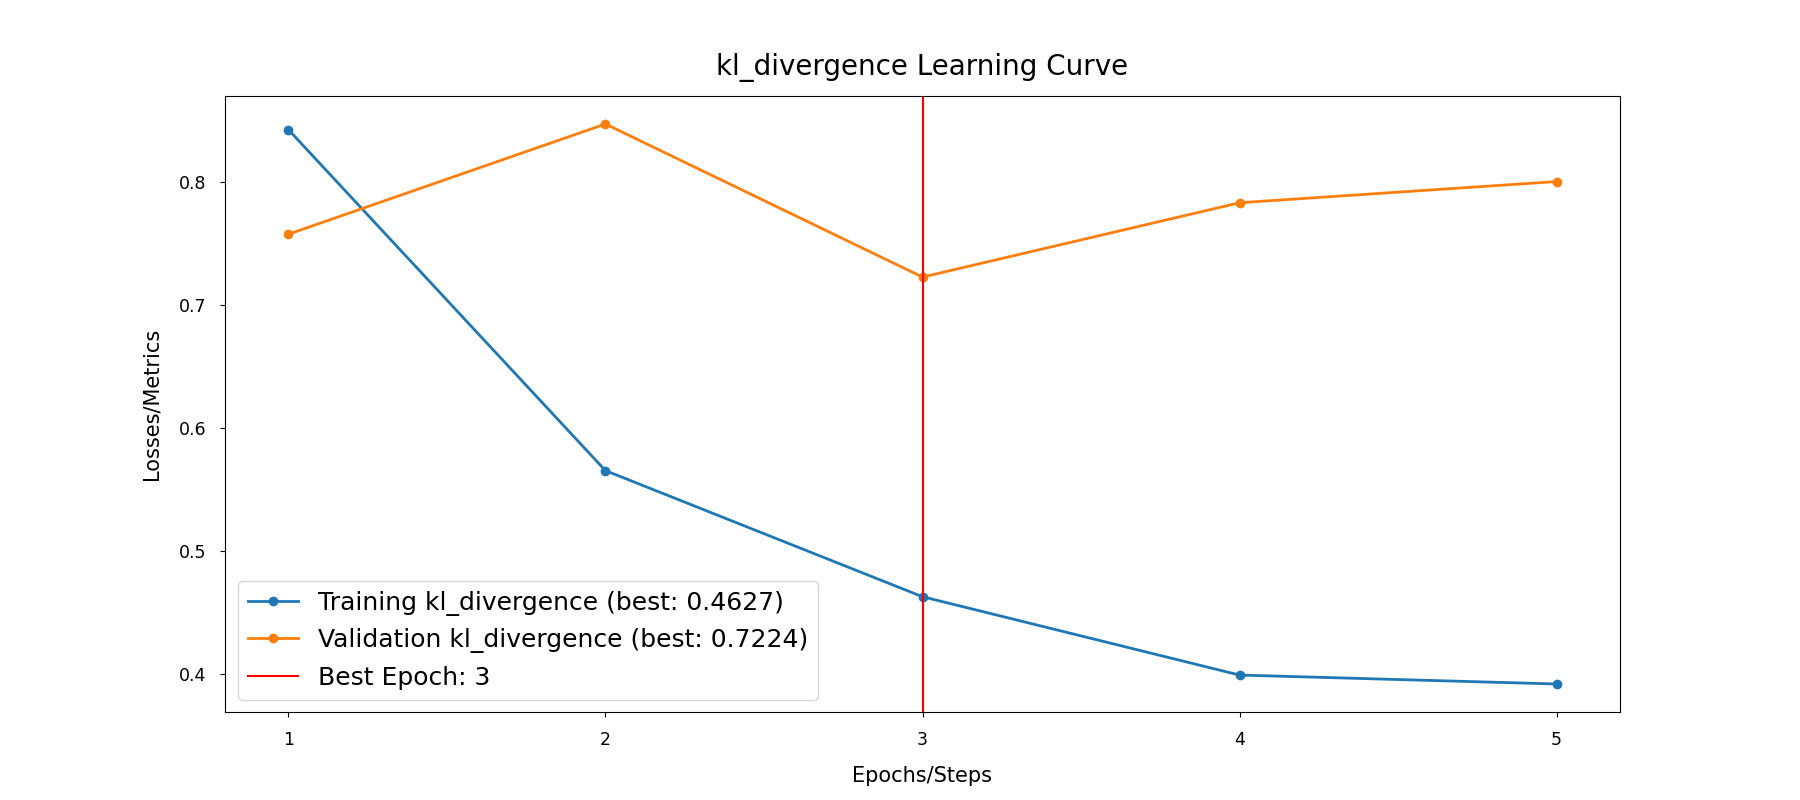 kl_divergence Learning Curve
Losses/Metrics
0.8
0.7
0.6
0.5
0.4
Training kl_divergence (best: 0.4627)
Validation kl_divergence (best: 0.7224)
Best Epoch: 3
1 2 3 4 5
Epochs/Steps